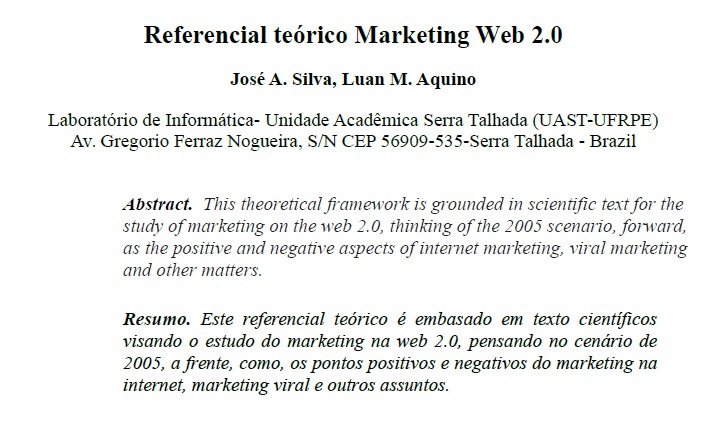 Referencial teórico Marketing Web 2.0
José A. Silva, Luan M. Aquino
Laboratório de Informática- Unidade Acadêmica Serra Talhada (UAST-UFRPE)
Av. Gregorio Ferraz Nogueira, S/N CEP 56909-535-Serra Talhada - Brazil
Abstract. This theoretical framework is grounded in scientific text for the
study of marketing on the web 2.0, thinking of the 2005 scenario, forward,
as the positive and negative aspects of internet marketing, viral marketing
and other matters.
Resumo. Este referencial teórico é embasado em texto científicos
visando o estudo do marketing na web 2.0, pensando no cenário de
2005, a frente, como, os pontos positivos e negativos do marketing na
internet, marketing viral e outros assuntos.